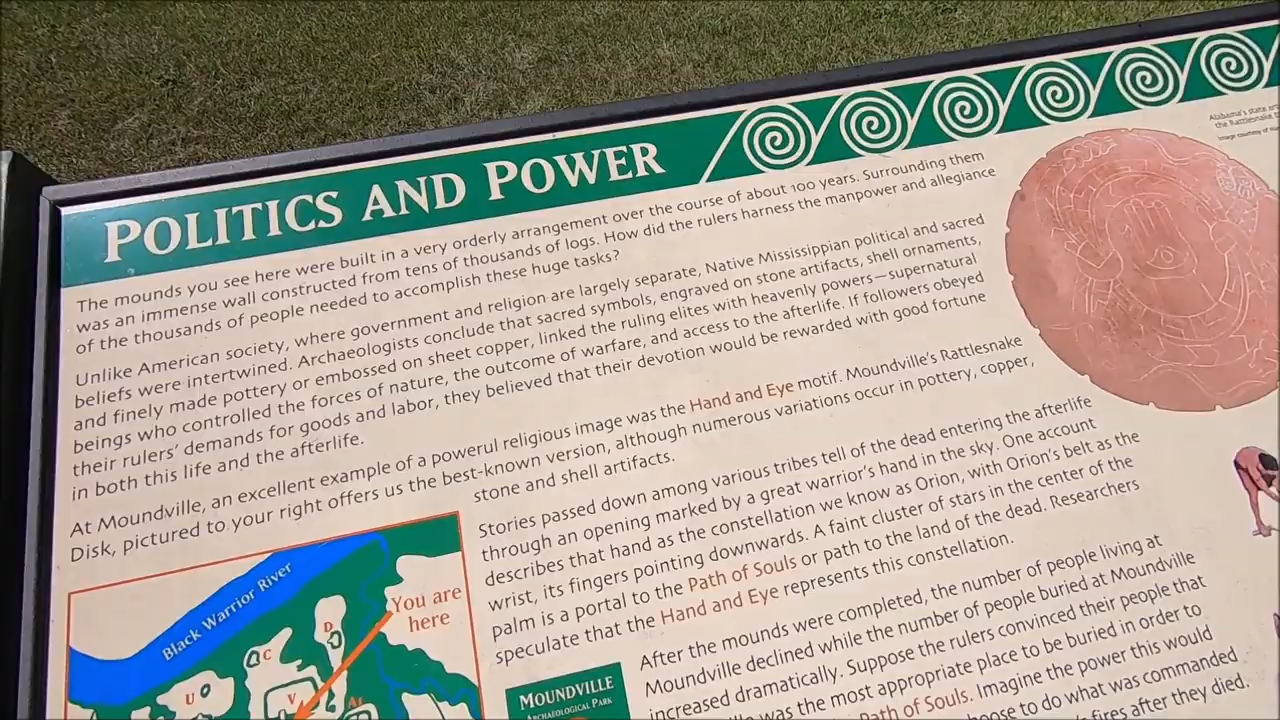 POLITICS AND POWER
Alabama's state
the Rattlesnake
Image courtesy of
The mounds you see here were built in a very orderly arrangement over the course of about 100 years. Surrounding them
was an immense wall constructed from tens of thousands of logs. How did the rulers harness the manpower and allegiance
of the thousands of people needed to accomplish these huge tasks?
Unlike American society, where government and religion are largely separate, Native Mississippian political and sacred
beliefs were intertwined. Archaeologists conclude that sacred symbols, engraved on stone artifacts, shell ornaments,
and finely made pottery or embossed on sheet copper, linked the ruling elites with heavenly powers—supernatural
beings who controlled the forces of nature, the outcome of warfare, and access to the afterlife. If followers obeyed
their rulers' demands for goods and labor, they believed that their devotion would be rewarded with good fortune
in both this life and the afterlife.
At Moundville, an excellent example of a powerful religious image was the Hand and Eye motif. Moundville's Rattlesnake
Disk, pictured to your right offers us the best-known version, although numerous variations occur in pottery, copper,
stone and shell artifacts.
Stories passed down among various tribes tell of the dead entering the afterlife
through an opening marked by a great warrior's hand in the sky. One account
describes that hand as the constellation we know as Orion, with Orion's belt as the
wrist, its fingers pointing downwards. A faint cluster of stars in the center of the
palm is a portal to the Path of Souls or path to the land of the dead. Researchers
speculate that the Hand and Eye represents this constellation.
After the mounds were completed, the number of people living at
Moundville declined while the number of people buried at Moundville
increased dramatically. Suppose the rulers convinced their people that
was the most appropriate place to be buried in order to
Path of Souls. Imagine the power this would
to do what was commanded
fires after they died.
Black Warrior River
You are
here
D
C
U
V
MOUNDVILLE
ARCHAEOLOGICAL PARK